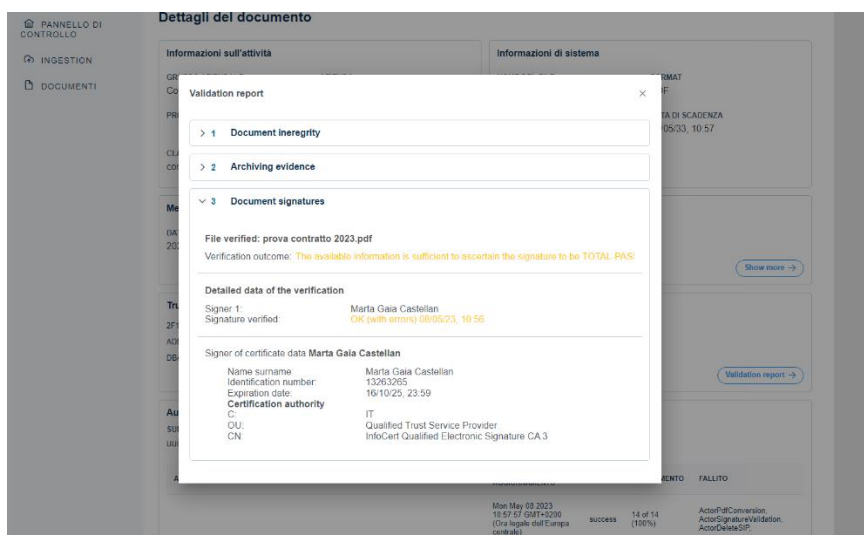 PANNELLO DI
CONTROLLO
INGESTION
DOCUMENTI
Dettagli del documento
Informazioni sull'attività
Informazioni di sistema
DATA DI SCADENZA
/05/33, 10:57
Validation report ×
1 Document ineregrity
2 Archiving evidence
3 Document signatures
File verified: prova contratto 2023.pdf
Verification outcome: The available information is sufficient to ascertain the signature to be TOTAL-PAS
Detailed data of the verification
Signer 1: Marta Gaia Castellan
Signature verified: OK (with errors) 08/05/23, 10:56
Signer of certificate data Marta Gaia Castellan
Name surname Marta Gaia Castellan
Identification number: 13263265
Expiration date: 16/10/25, 23:59
Certification authority
C: IT
OU: Qualified Trust Service Provider
CN: InfoCert Qualified Electronic Signature CA 3
Show more →
Validation report →
FALLITO
Mon May 08 2023
10:57:57 GMT+0200
(Ora legale dell'Europa
centrale)
success
14 of 14
(100%)
ActorPdfConversion,
ActorSignatureValidation,
ActorDeleteSIP,